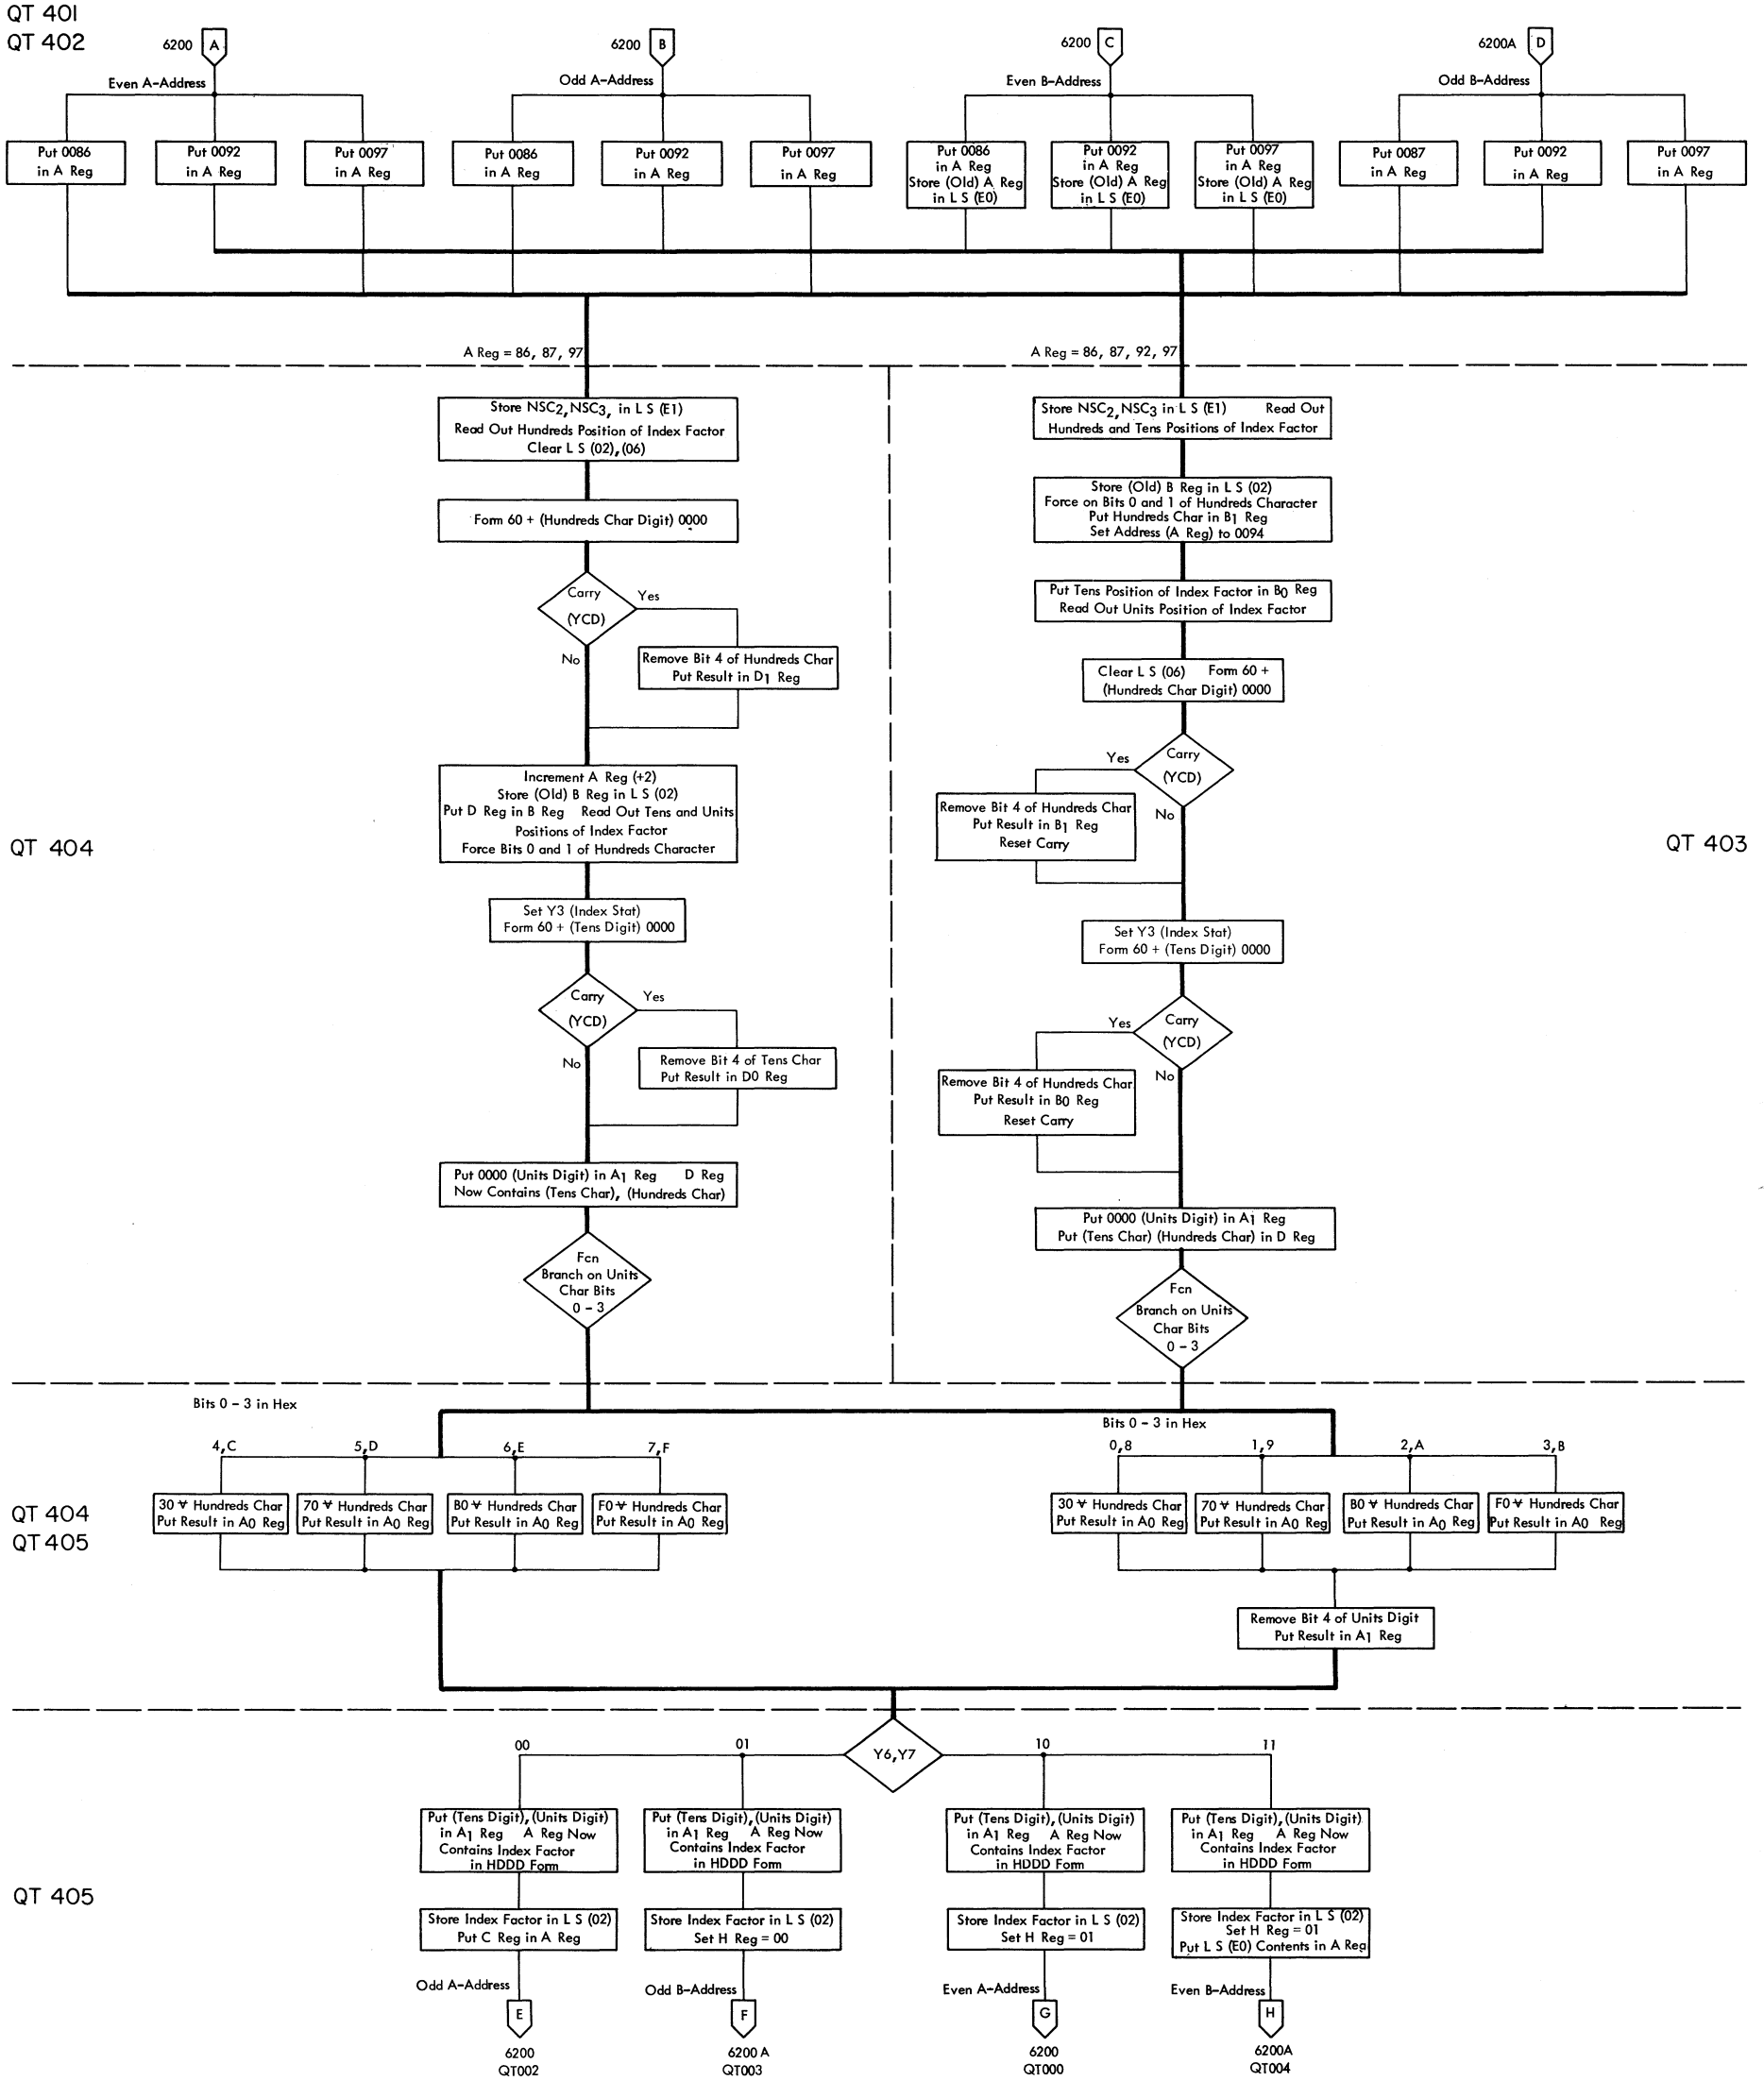 QT 401
QT 402
6200
A
6200
B
6200
C
6200A
D
Even A-Address
Odd A-Address
Even B-Address
Odd B-Address
Put 0086
in A Reg
Put 0092
in A Reg
Put 0097
in A Reg
Put 0086
in A Reg
Put 0092
in A Reg
Put 0097
in A Reg
Put 0086
in A Reg
Store (Old) A Reg
in L S (E0)
Put 0092
in A Reg
Store (Old) A Reg
in L S (E0)
Put 0097
in A Reg
Store (Old) A Reg
in L S (E0)
Put 0087
in A Reg
Put 0092
in A Reg
Put 0097
in A Reg
A Reg = 86, 87, 97
A Reg = 86, 87, 92, 97
QT 404
Store NSC2, NSC3, in L S (E1)
Read Out Hundreds Position of Index Factor
Clear L S (02), (06)
Form 60 + (Hundreds Char Digit) 0000
Carry
(YCD)
Yes
No
Remove Bit 4 of Hundreds Char
Put Result in D1 Reg
Increment A Reg (+2)
Store (Old) B Reg in L S (02)
Put D Reg in B Reg Read Out Tens and Units
Positions of Index Factor
Force Bits 0 and 1 of Hundreds Character
Set Y3 (Index Stat)
Form 60 + (Tens Digit) 0000
Carry
(YCD)
Yes
No
Remove Bit 4 of Tens Char
Put Result in D0 Reg
Put 0000 (Units Digit) in A1 Reg D Reg
Now Contains (Tens Char), (Hundreds Char)
Fcn
Branch on Units
Char Bits
0 - 3
QT 403
Store NSC2, NSC3 in L S (E1) Read Out
Hundreds and Tens Positions of Index Factor
Store (Old) B Reg in L S (02)
Force on Bits 0 and 1 of Hundreds Character
Put Hundreds Char in B1 Reg
Set Address (A Reg) to 0094
Put Tens Position of Index Factor in B0 Reg
Read Out Units Position of Index Factor
Clear L S (06) Form 60 +
(Hundreds Char Digit) 0000
Carry
(YCD)
Yes
No
Remove Bit 4 of Hundreds Char
Put Result in B1 Reg
Reset Carry
Set Y3 (Index Stat)
Form 60 + (Tens Digit) 0000
Carry
(YCD)
Yes
No
Remove Bit 4 of Hundreds Char
Put Result in B0 Reg
Reset Carry
Put 0000 (Units Digit) in A1 Reg
Put (Tens Char) (Hundreds Char) in D Reg
Fcn
Branch on Units
Char Bits
0 - 3
QT 404
QT 405
Bits 0 - 3 in Hex
4,C
5,D
6,E
7,F
30 ⩝ Hundreds Char
Put Result in A0 Reg
70 ⩝ Hundreds Char
Put Result in A0 Reg
B0 ⩝ Hundreds Char
Put Result in A0 Reg
F0 ⩝ Hundreds Char
Put Result in A0 Reg
Bits 0 - 3 in Hex
0,8
1,9
2,A
3,B
30 ⩝ Hundreds Char
Put Result in A0 Reg
70 ⩝ Hundreds Char
Put Result in A0 Reg
B0 ⩝ Hundreds Char
Put Result in A0 Reg
F0 ⩝ Hundreds Char
Put Result in A0 Reg
Remove Bit 4 of Units Digit
Put Result in A1 Reg
QT 405
Y6,Y7
00
01
10
11
Put (Tens Digit), (Units Digit)
in A1 Reg A Reg Now
Contains Index Factor
in HDDD Form
Put (Tens Digit), (Units Digit)
in A1 Reg A Reg Now
Contains Index Factor
in HDDD Form
Put (Tens Digit), (Units Digit)
in A1 Reg A Reg Now
Contains Index Factor
in HDDD Form
Put (Tens Digit), (Units Digit)
in A1 Reg A Reg Now
Contains Index Factor
in HDDD Form
Store Index Factor in L S (02)
Put C Reg in A Reg
Store Index Factor in L S (02)
Set H Reg = 00
Store Index Factor in L S (02)
Set H Reg = 01
Store Index Factor in L S (02)
Set H Reg = 01
Put L S (E0) Contents in A Reg
Odd A-Address
E
6200
QT002
Odd B-Address
F
6200 A
QT003
Even A-Address
G
6200
QT000
Even B-Address
H
6200A
QT004